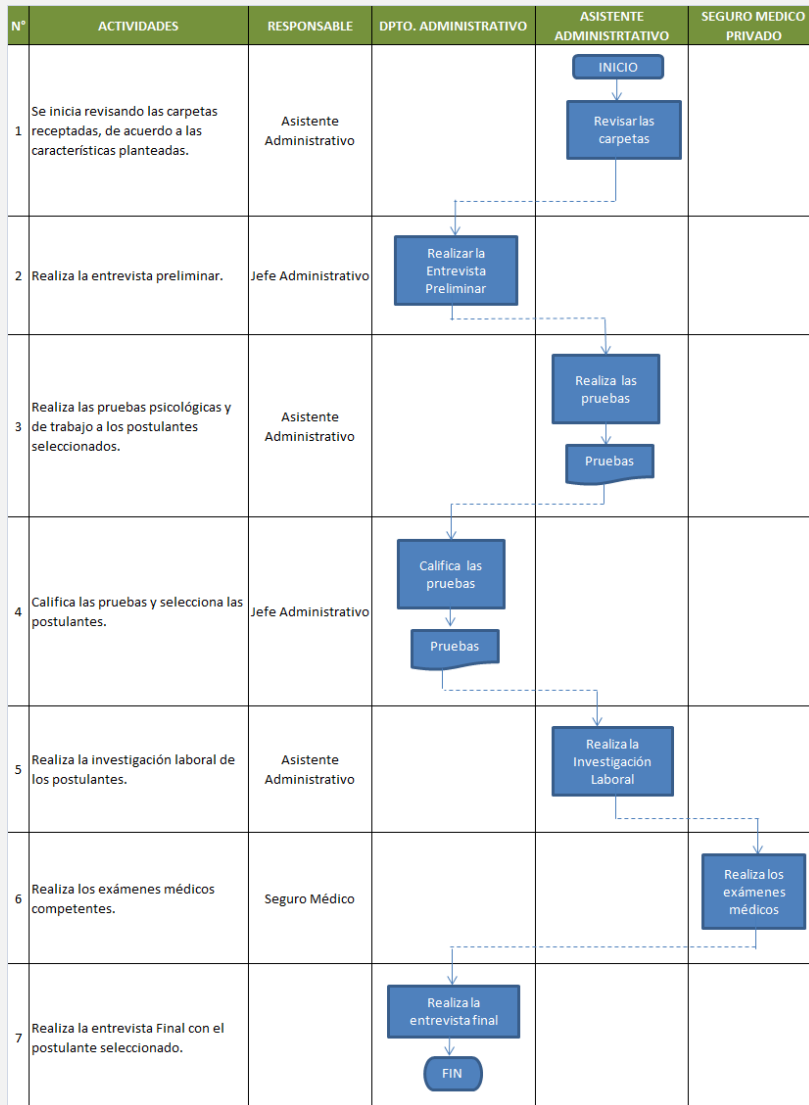 N° ACTIVIDADES RESPONSABLE DPTO. ADMINISTRATIVO ASISTENTE ADMINISTRTATIVO SEGURO MEDICO PRIVADO
INICIO
1
Se inicia revisando las carpetas
receptadas, de acuerdo a las
características planteadas.
Asistente
Administrativo
Revisar las
carpetas
2
Realiza la entrevista preliminar.
Jefe Administrativo
Realizar la
Entrevista
Preliminar
3
Realiza las pruebas psicológicas y
de trabajo a los postulantes
seleccionados.
Asistente
Administrativo
Realiza las
pruebas
Pruebas
4
Califica las pruebas y selecciona las
postulantes.
Jefe Administrativo
Califica las
pruebas
Pruebas
5
Realiza la investigación laboral de
los postulantes.
Asistente
Administrativo
Realiza la
Investigación
Laboral
6
Realiza los exámenes médicos
competentes.
Seguro Médico
Realiza los
exámenes
médicos
7
Realiza la entrevista Final con el
postulante seleccionado.
Realiza la
entrevista final
FIN